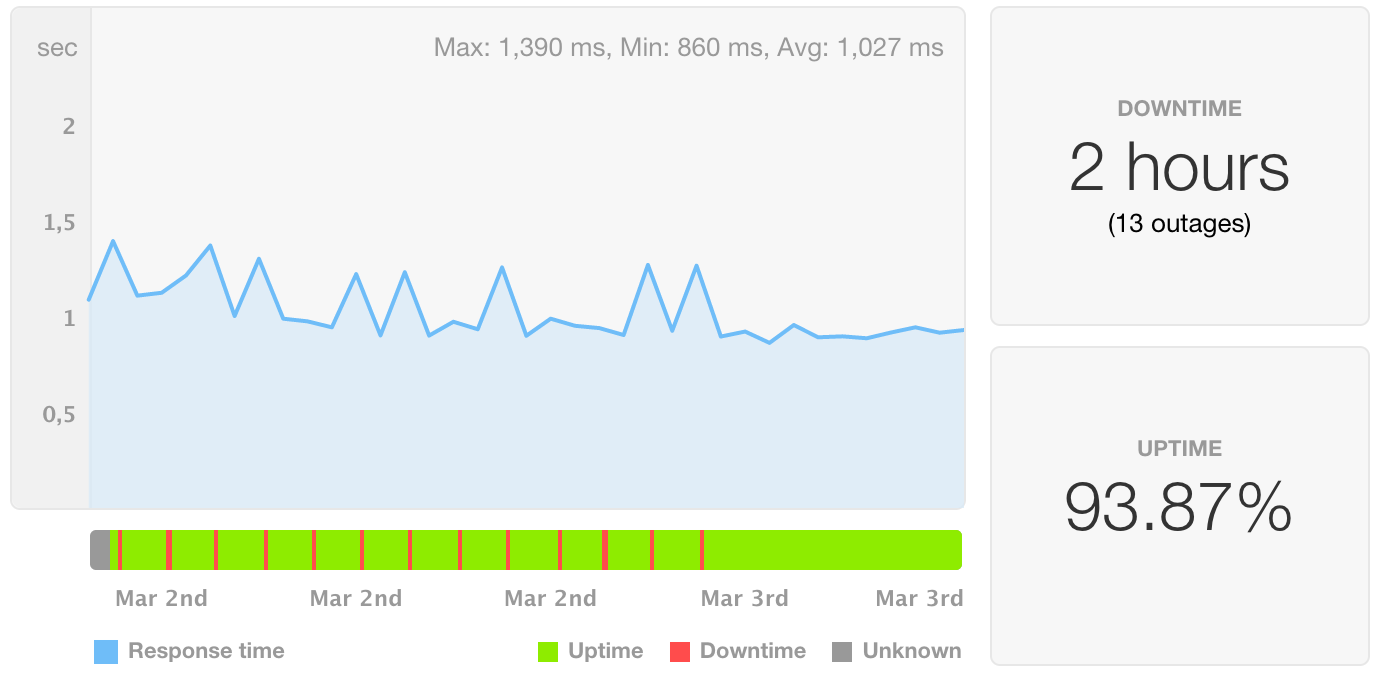 sec
Max: 1,390 ms, Min: 860 ms, Avg: 1,027 ms
2
1,5
1
0,5
Mar 2nd Mar 2nd Mar 2nd Mar 3rd Mar 3rd
Response time Uptime Downtime Unknown
DOWNTIME
2 hours
(13 outages)
UPTIME
93.87%